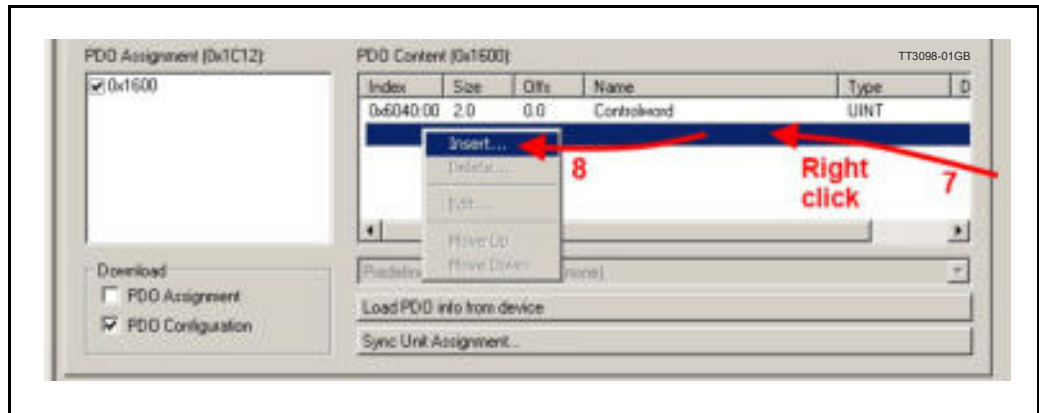 PDO Assignment (0x1C12):
0x1600
Download
PDO Assignment
PDO Configuration
PDO Content (0x1600):
TT3098-01GB
Index Size Offs Name Type D
0x6040:00 2.0 0.0 Controlword UINT
Insert...
Delete...
Edit...
Move Up
Move Down
8
Right
click
7
Load PDO info from device
Sync Unit Assignment...